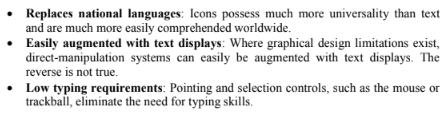 • Replaces national languages: Icons possess much more universality than text
and are much more easily comprehended worldwide.
• Easily augmented with text displays: Where graphical design limitations exist,
direct-manipulation systems can easily be augmented with text displays. The
reverse is not true.
• Low typing requirements: Pointing and selection controls, such as the mouse or
trackball, eliminate the need for typing skills.